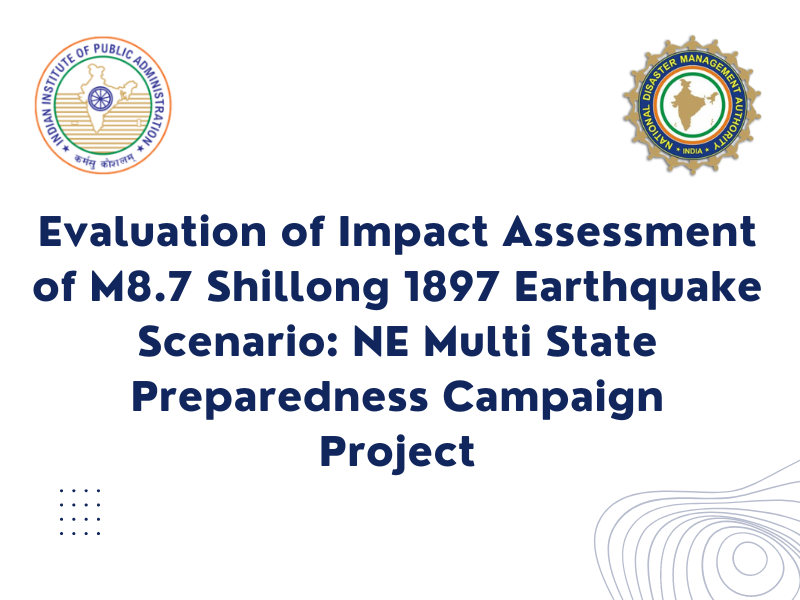 INDIAN INSTITUTE OF PUBLIC ADMINISTRATION
कर्मसु कौशलम्
NATIONAL DISASTER MANAGEMENT AUTHORITY
INDIA
Evaluation of Impact Assessment
of M8.7 Shillong 1897 Earthquake
Scenario: NE Multi State
Preparedness Campaign
Project